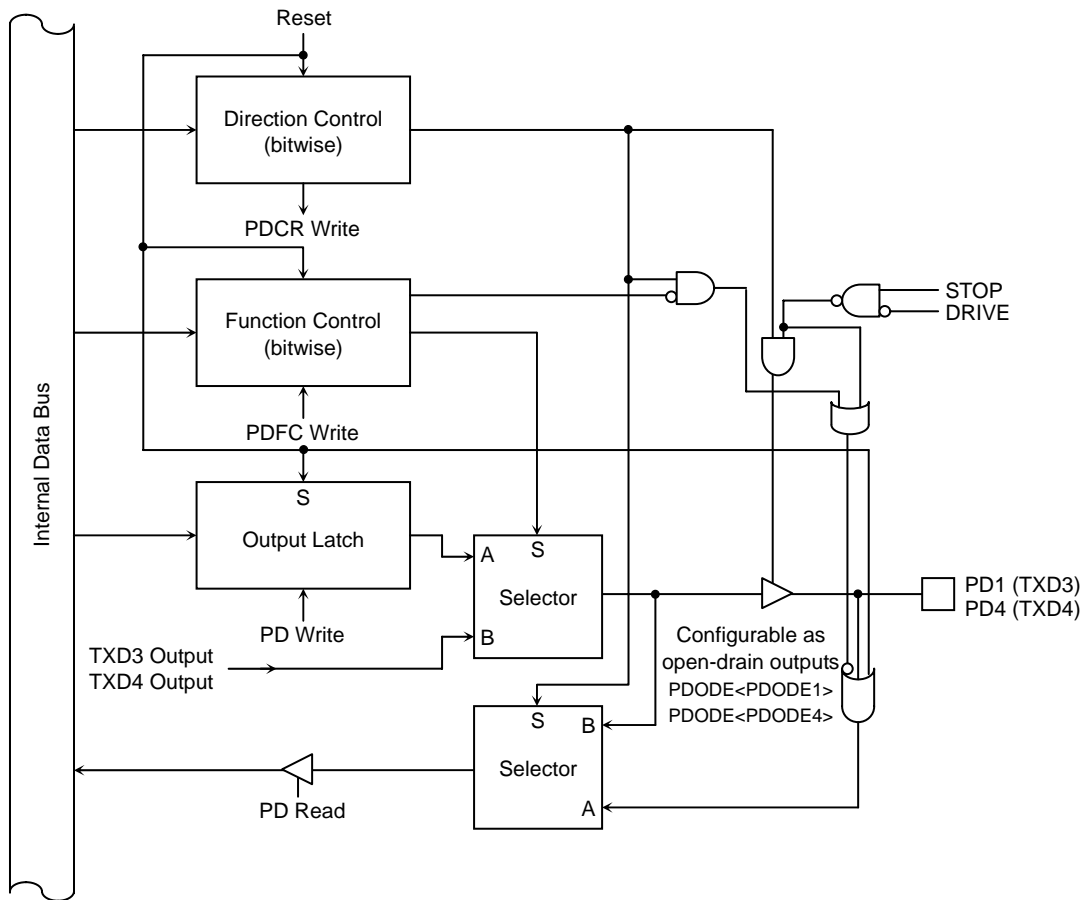 Reset
Direction Control
(bitwise)
PDCR Write
STOP
DRIVE
Function Control
(bitwise)
PDFC Write
Internal Data Bus
S
Output Latch
PD Write
TXD3 Output
TXD4 Output
S
A
Selector
B
PD1 (TXD3)
PD4 (TXD4)
Configurable as
open-drain outputs
PDODE<PDODE1>
PDODE<PDODE4>
S
B
Selector
A
PD Read